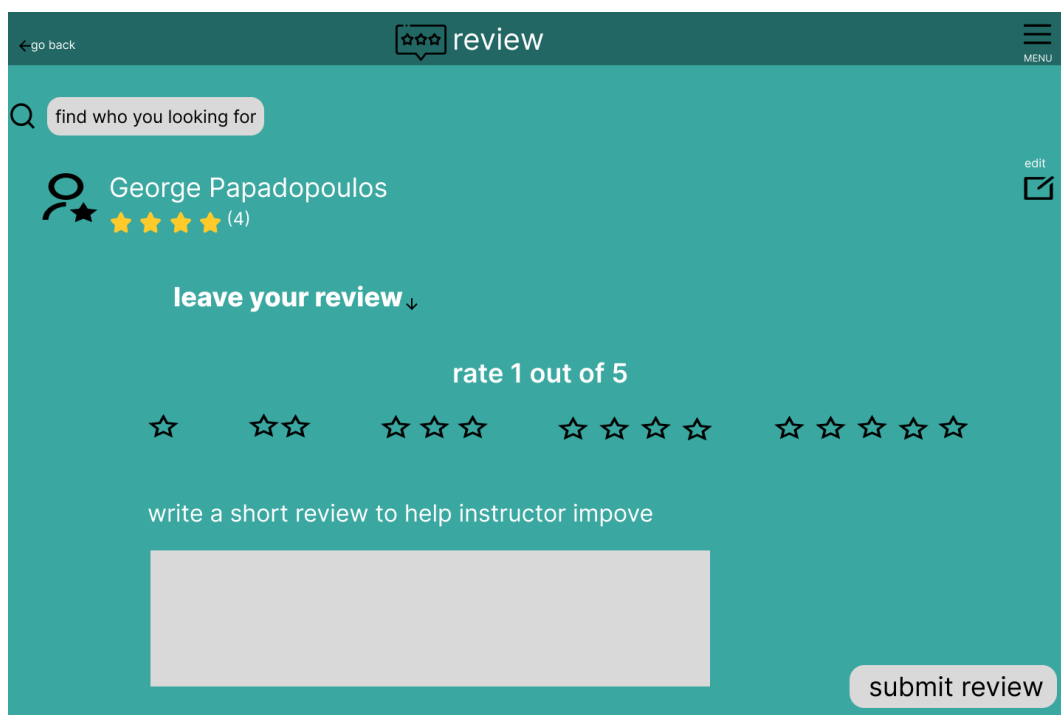 go back
review
MENU
find who you looking for
edit
George Papadopoulos
(4)
leave your review
rate 1 out of 5
write a short review to help instructor impove
submit review